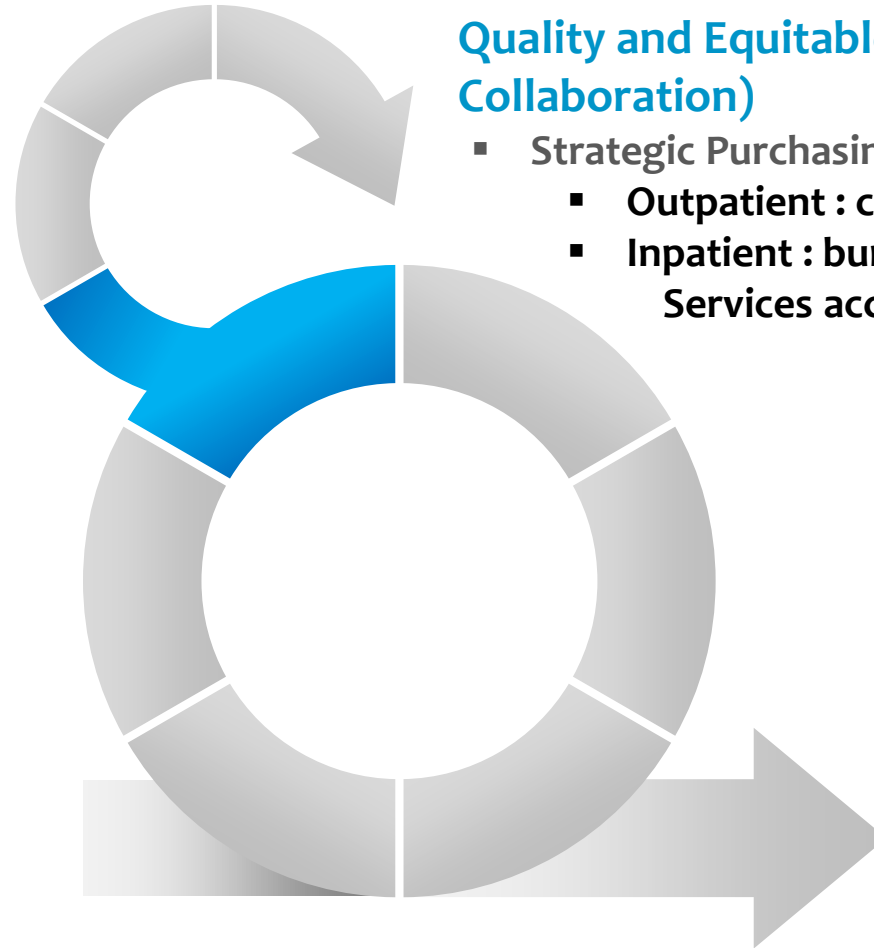 Quality and Equitabl
Collaboration)
▪ Strategic Purchasin
▪ Outpatient : c
▪ Inpatient : bu
Services acc